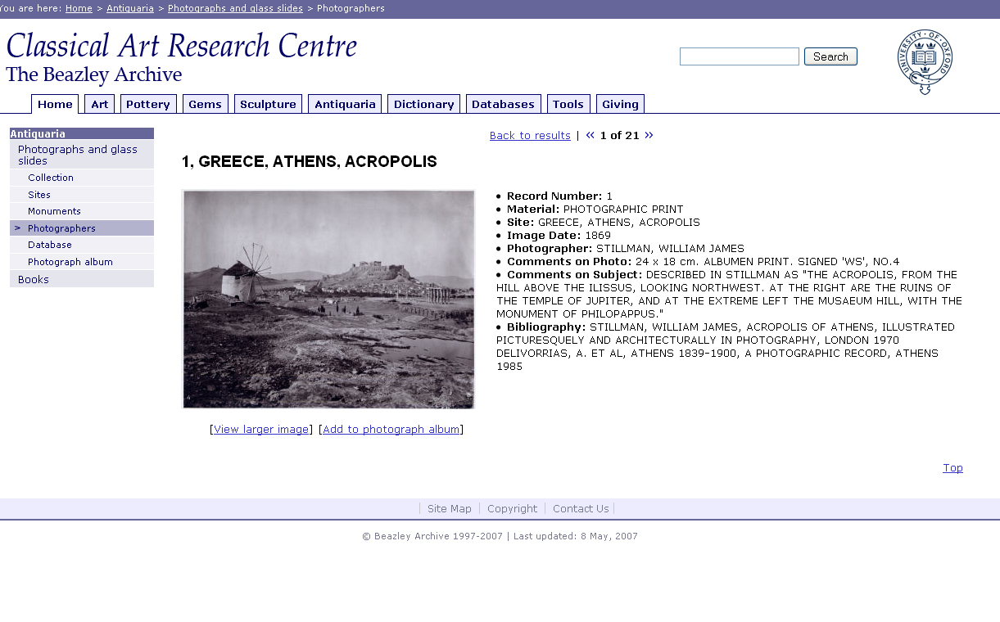 You are here: Home > Antiquaria > Photographs and glass slides > Photographers
Classical Art Research Centre
The Beazley Archive
Search
UNIVERSITY · OF · OXFORD
Home Art Pottery Gems Sculpture Antiquaria Dictionary Databases Tools Giving
Antiquaria
Photographs and glass
slides
Collection
Sites
Monuments
> Photographers
Database
Photograph album
Books
Back to results | « 1 of 21 »
1, GREECE, ATHENS, ACROPOLIS
• Record Number: 1
• Material: PHOTOGRAPHIC PRINT
• Site: GREECE, ATHENS, ACROPOLIS
• Image Date: 1869
• Photographer: STILLMAN, WILLIAM JAMES
• Comments on Photo: 24 x 18 cm. ALBUMEN PRINT. SIGNED 'WS', NO.4
• Comments on Subject: DESCRIBED IN STILLMAN AS "THE ACROPOLIS, FROM THE
HILL ABOVE THE ILISSUS, LOOKING NORTHWEST. AT THE RIGHT ARE THE RUINS OF
THE TEMPLE OF JUPITER, AND AT THE EXTREME LEFT THE MUSAEUM HILL, WITH THE
MONUMENT OF PHILOPAPPUS."
• Bibliography: STILLMAN, WILLIAM JAMES, ACROPOLIS OF ATHENS, ILLUSTRATED
PICTURESQUELY AND ARCHITECTURALLY IN PHOTOGRAPHY, LONDON 1970
DELIVORRIAS, A. ET AL, ATHENS 1839-1900, A PHOTOGRAPHIC RECORD, ATHENS
1985
4
[View larger image] [Add to photograph album]
Top
| Site Map | Copyright | Contact Us |
© Beazley Archive 1997-2007 | Last updated: 8 May, 2007